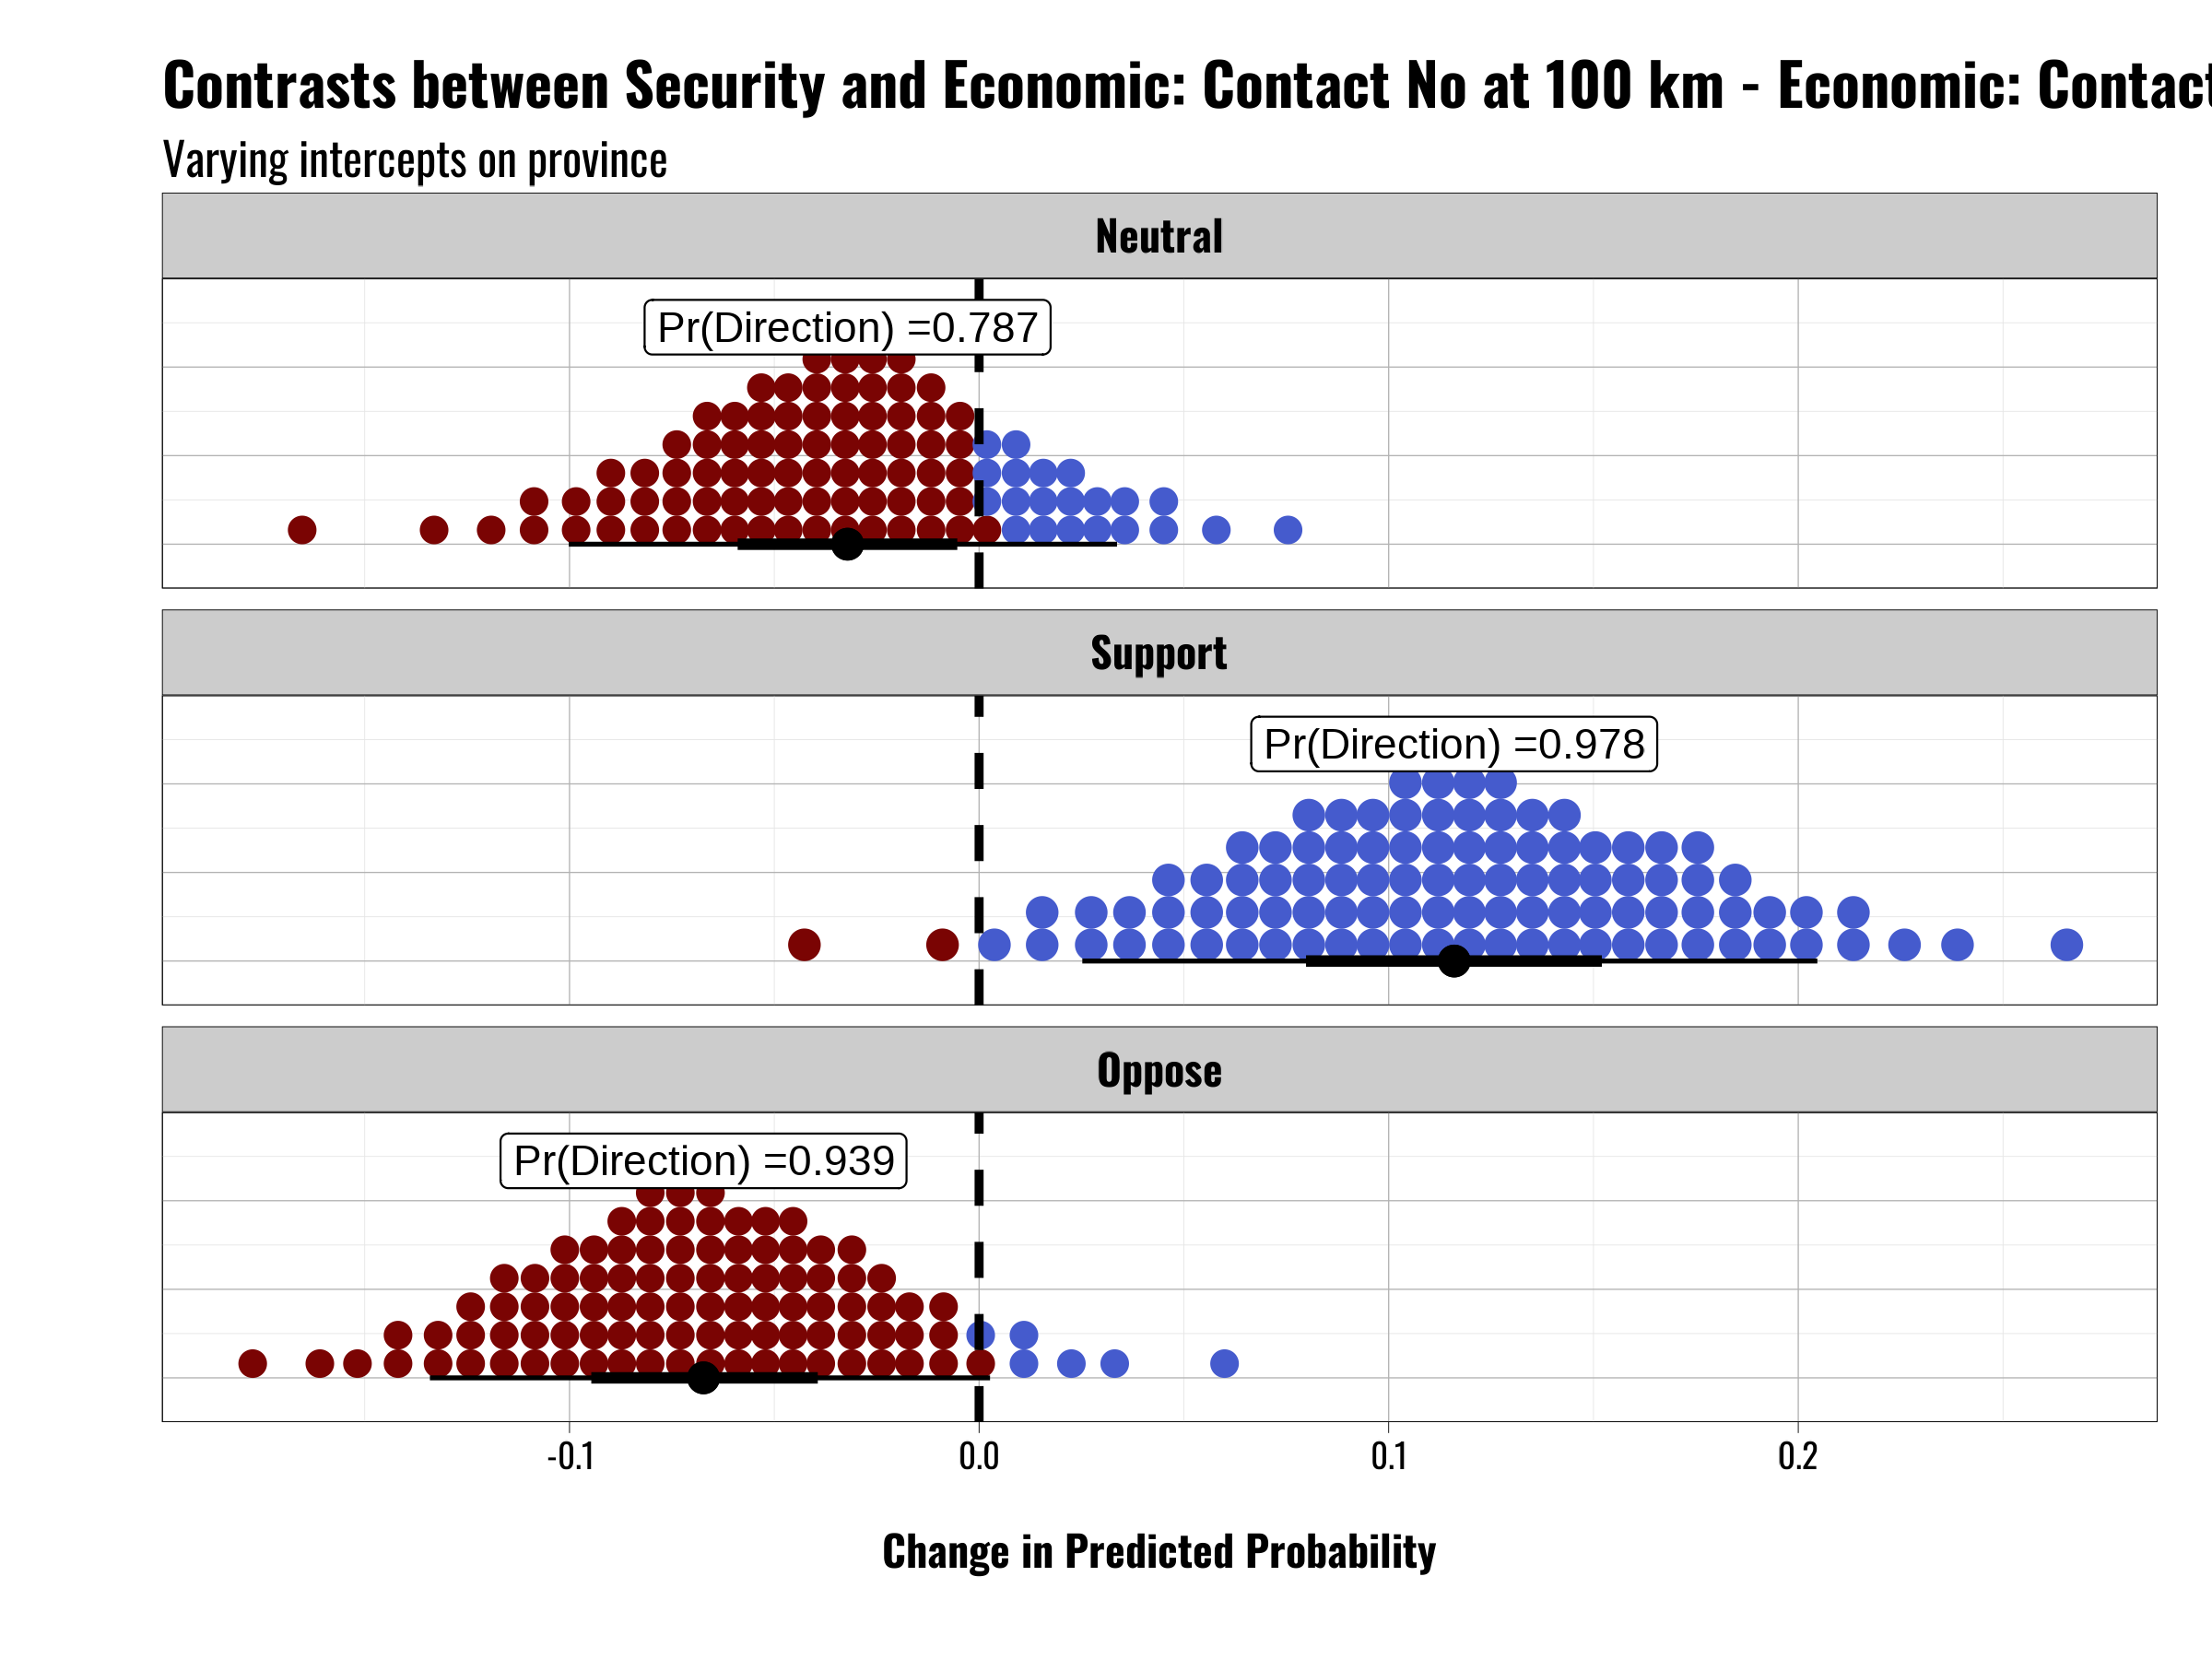 Contrasts between Security and Economic: Contact No at 100 km - Economic: Contact
Varying intercepts on province
Neutral
Pr(Direction) =0.787
Support
Pr(Direction) =0.978
Oppose
Pr(Direction) =0.939
-0.1 0.0 0.1 0.2
Change in Predicted Probability